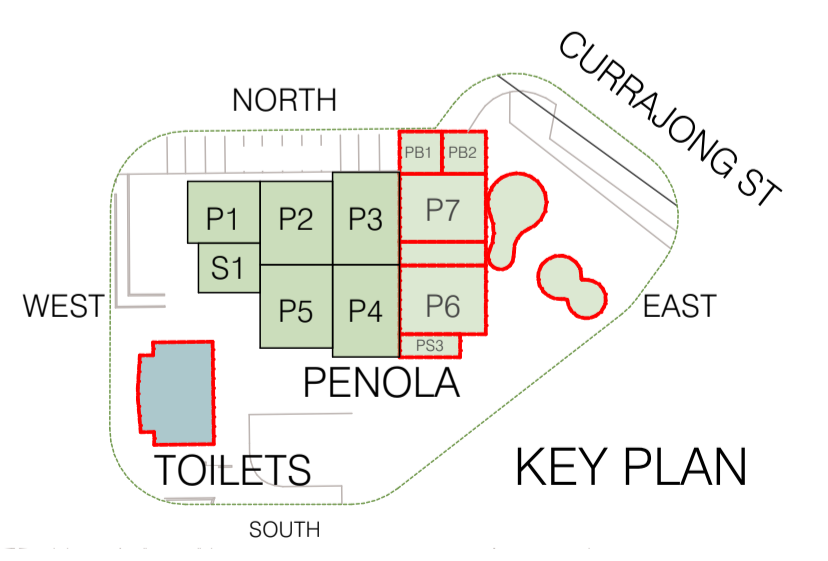 CURRAJONG ST
NORTH
PB1
PB2
P1
P2
P3
P7
S1
P5
P4
P6
WEST
EAST
PS3
PENOLA
TOILETS
KEY PLAN
SOUTH